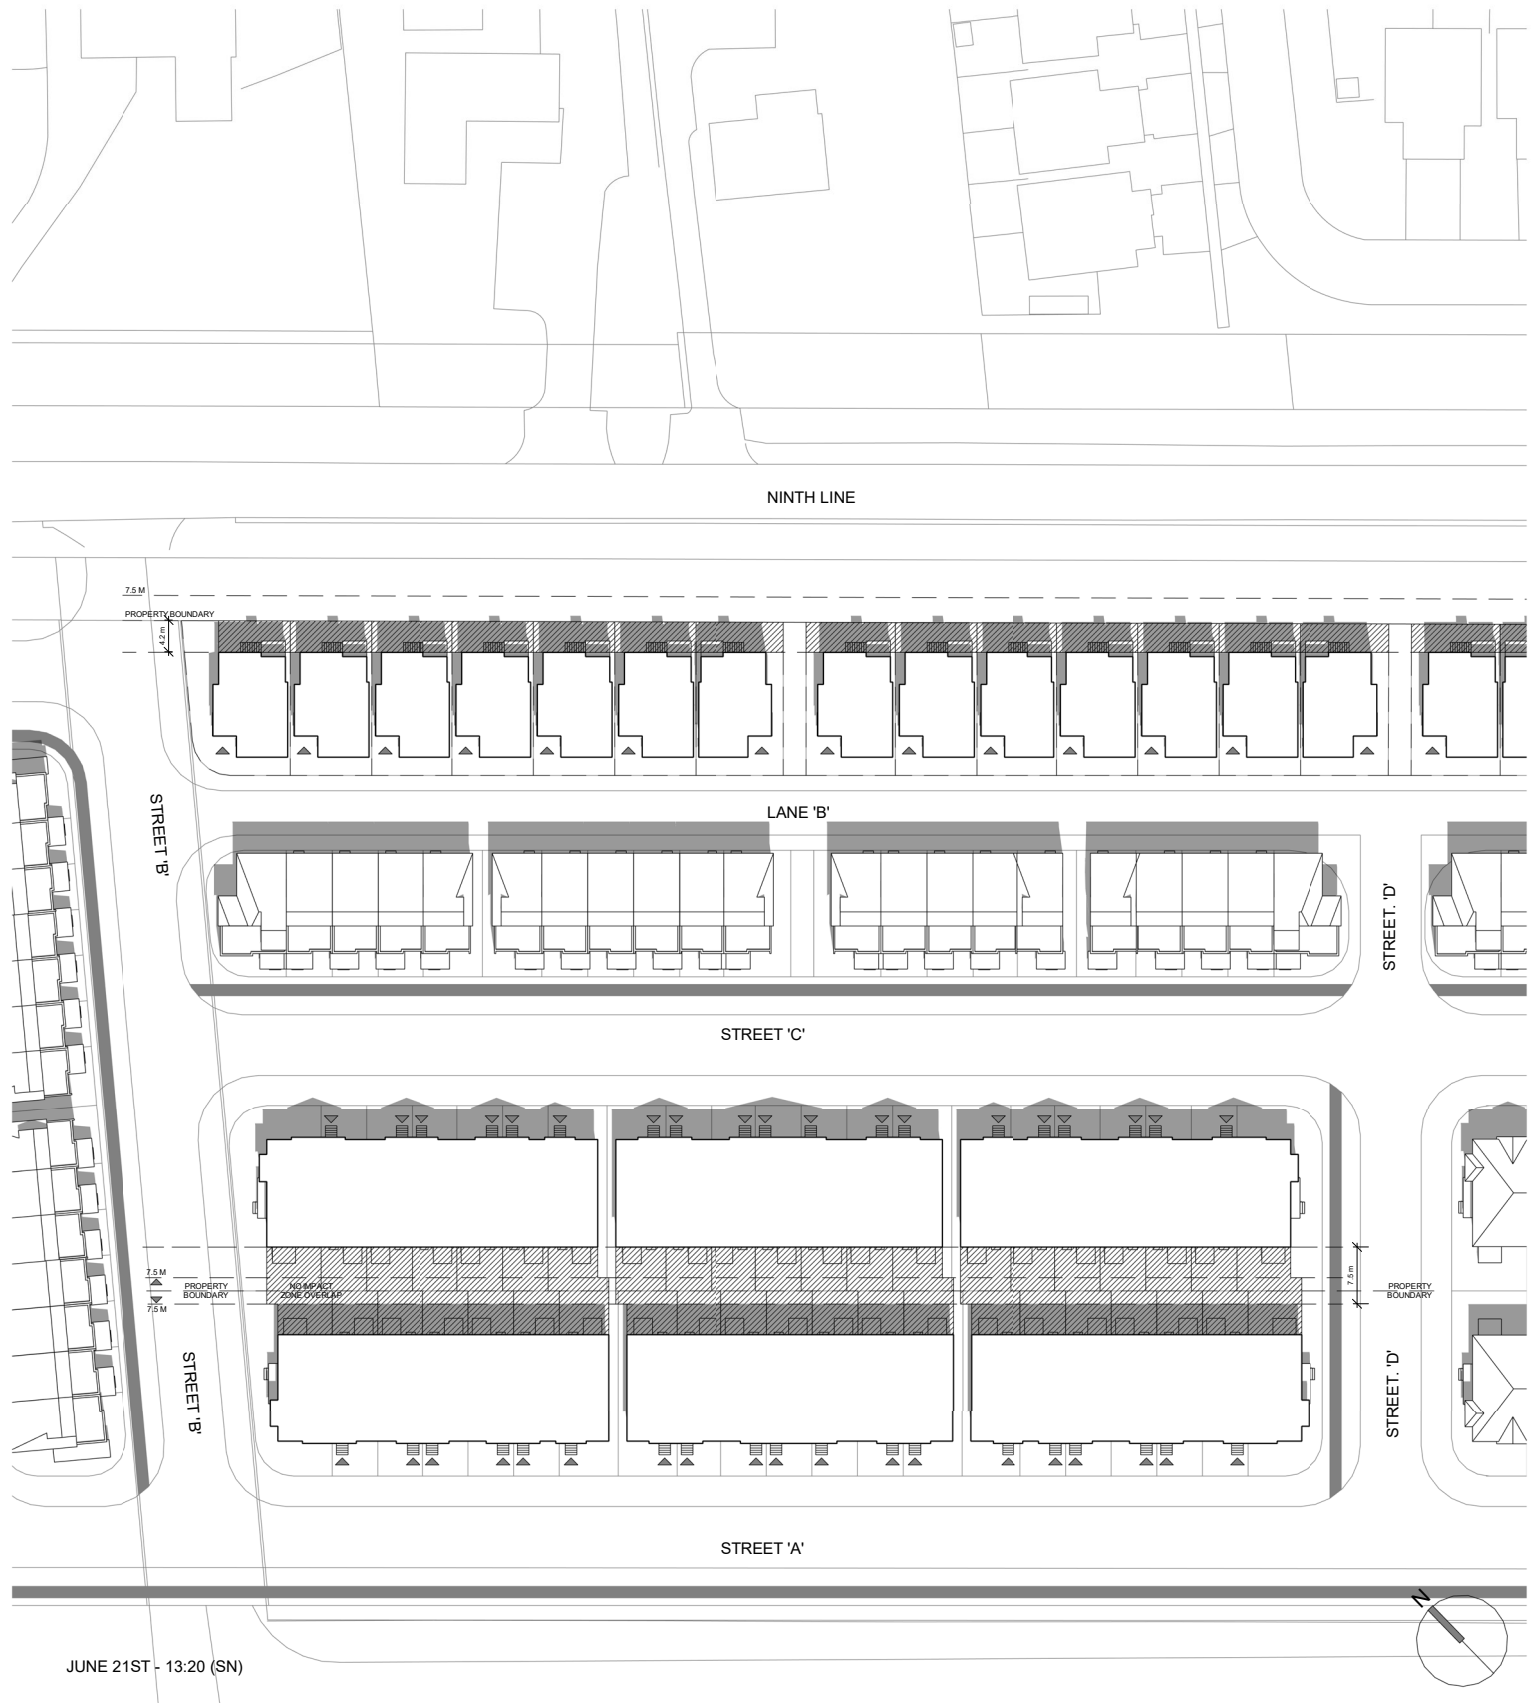 NINTH LINE
7.5 M
PROPERTY BOUNDARY
4.2 m
LANE 'B'
STREET 'B'
STREET. 'D'
STREET 'C'
7.5 M
PROPERTY
BOUNDARY
NO IMPACT
ZONE OVERLAP
7.5 M
7.5 m
PROPERTY
BOUNDARY
STREET 'B'
STREET. 'D'
STREET 'A'
N
JUNE 21ST - 13:20 (SN)